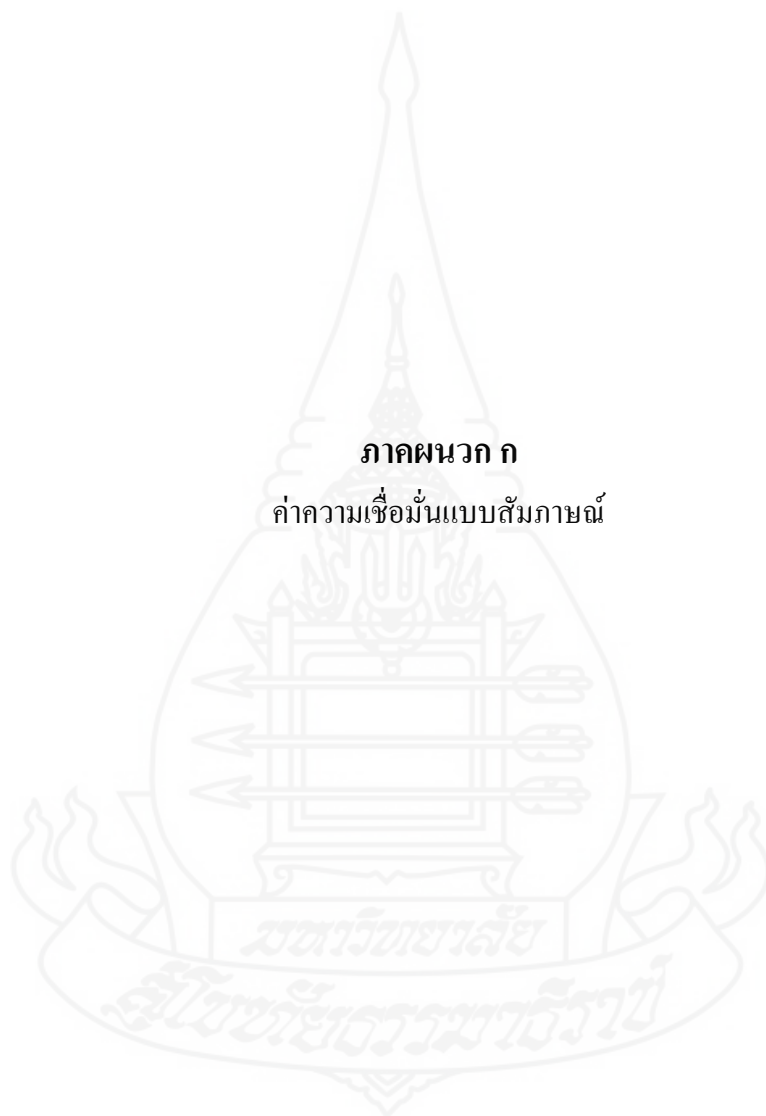 ภาคผนวก ก
ค่าความเชื่อมั่นแบบสัมภาษณ์
มหาวิทยาลัย
สุโขทัยธรรมาธิราช